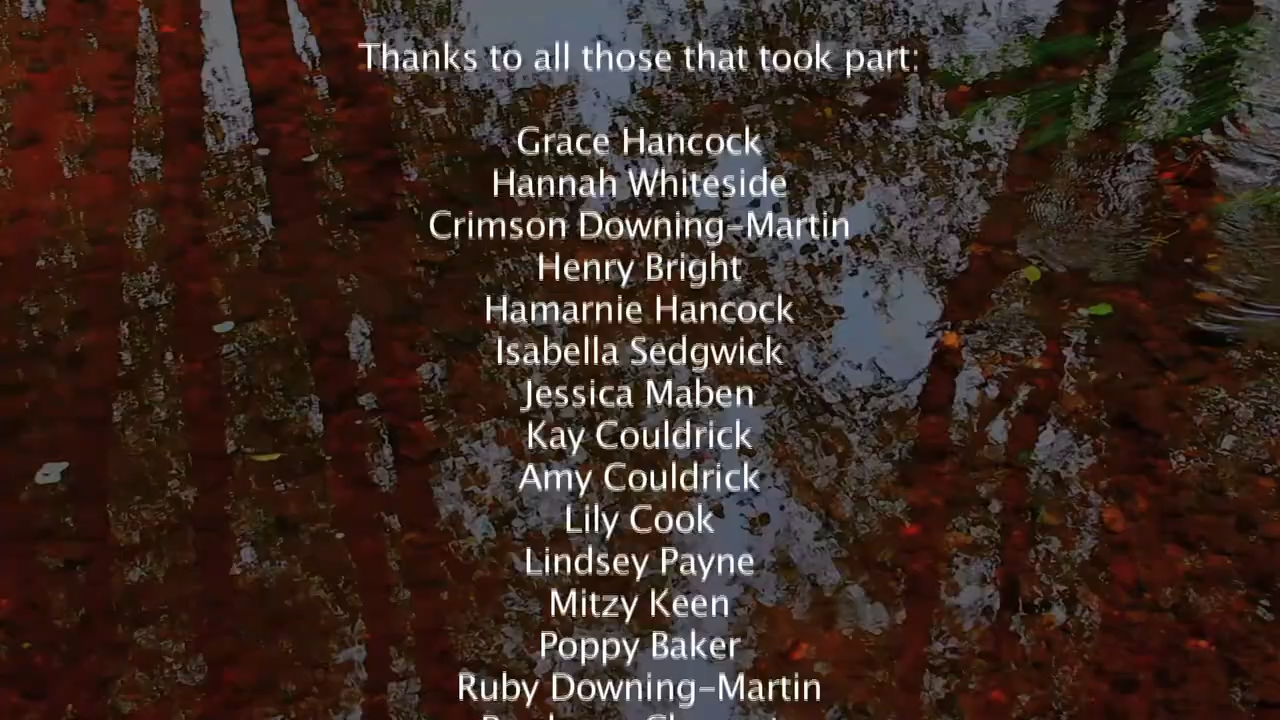 Thanks to all those that took part:
Grace Hancock
Hannah Whiteside
Crimson Downing-Martin
Henry Bright
Hamarnie Hancock
Isabella Sedgwick
Jessica Maben
Kay Couldrick
Amy Couldrick
Lily Cook
Lindsey Payne
Mitzy Keen
Poppy Baker
Ruby Downing-Martin